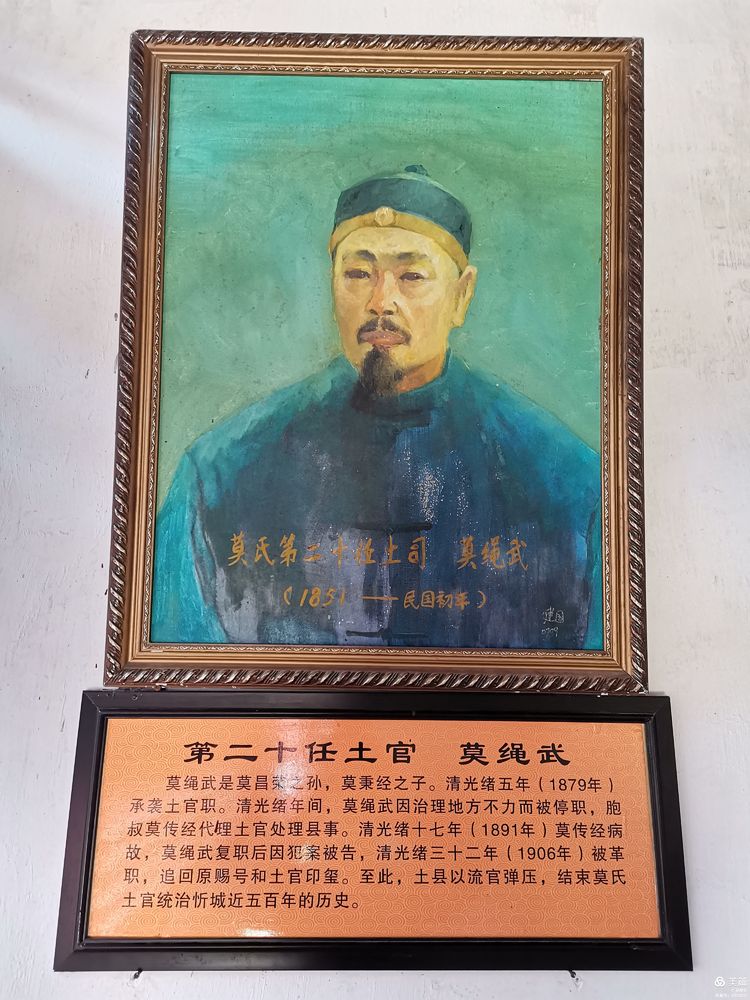 莫氏第二十任土司 莫绳武
（1851 —— 民国初年）
建国
0709
第二十任土官 莫绳武
莫绳武是莫昌荣之孙，莫秉经之子。清光绪五年（1879年）
承袭土官职。清光绪年间，莫绳武因治理地方不力而被停职，胞
叔莫传经代理土官处理县事。清光绪十七年（1891年）莫传经病
故，莫绳武复职后因犯案被告，清光绪三十二年（1906年）被革
职，追回原赐号和土官印玺。至此，土县以流官弹压，结束莫氏
土官统治忻城近五百年的历史。